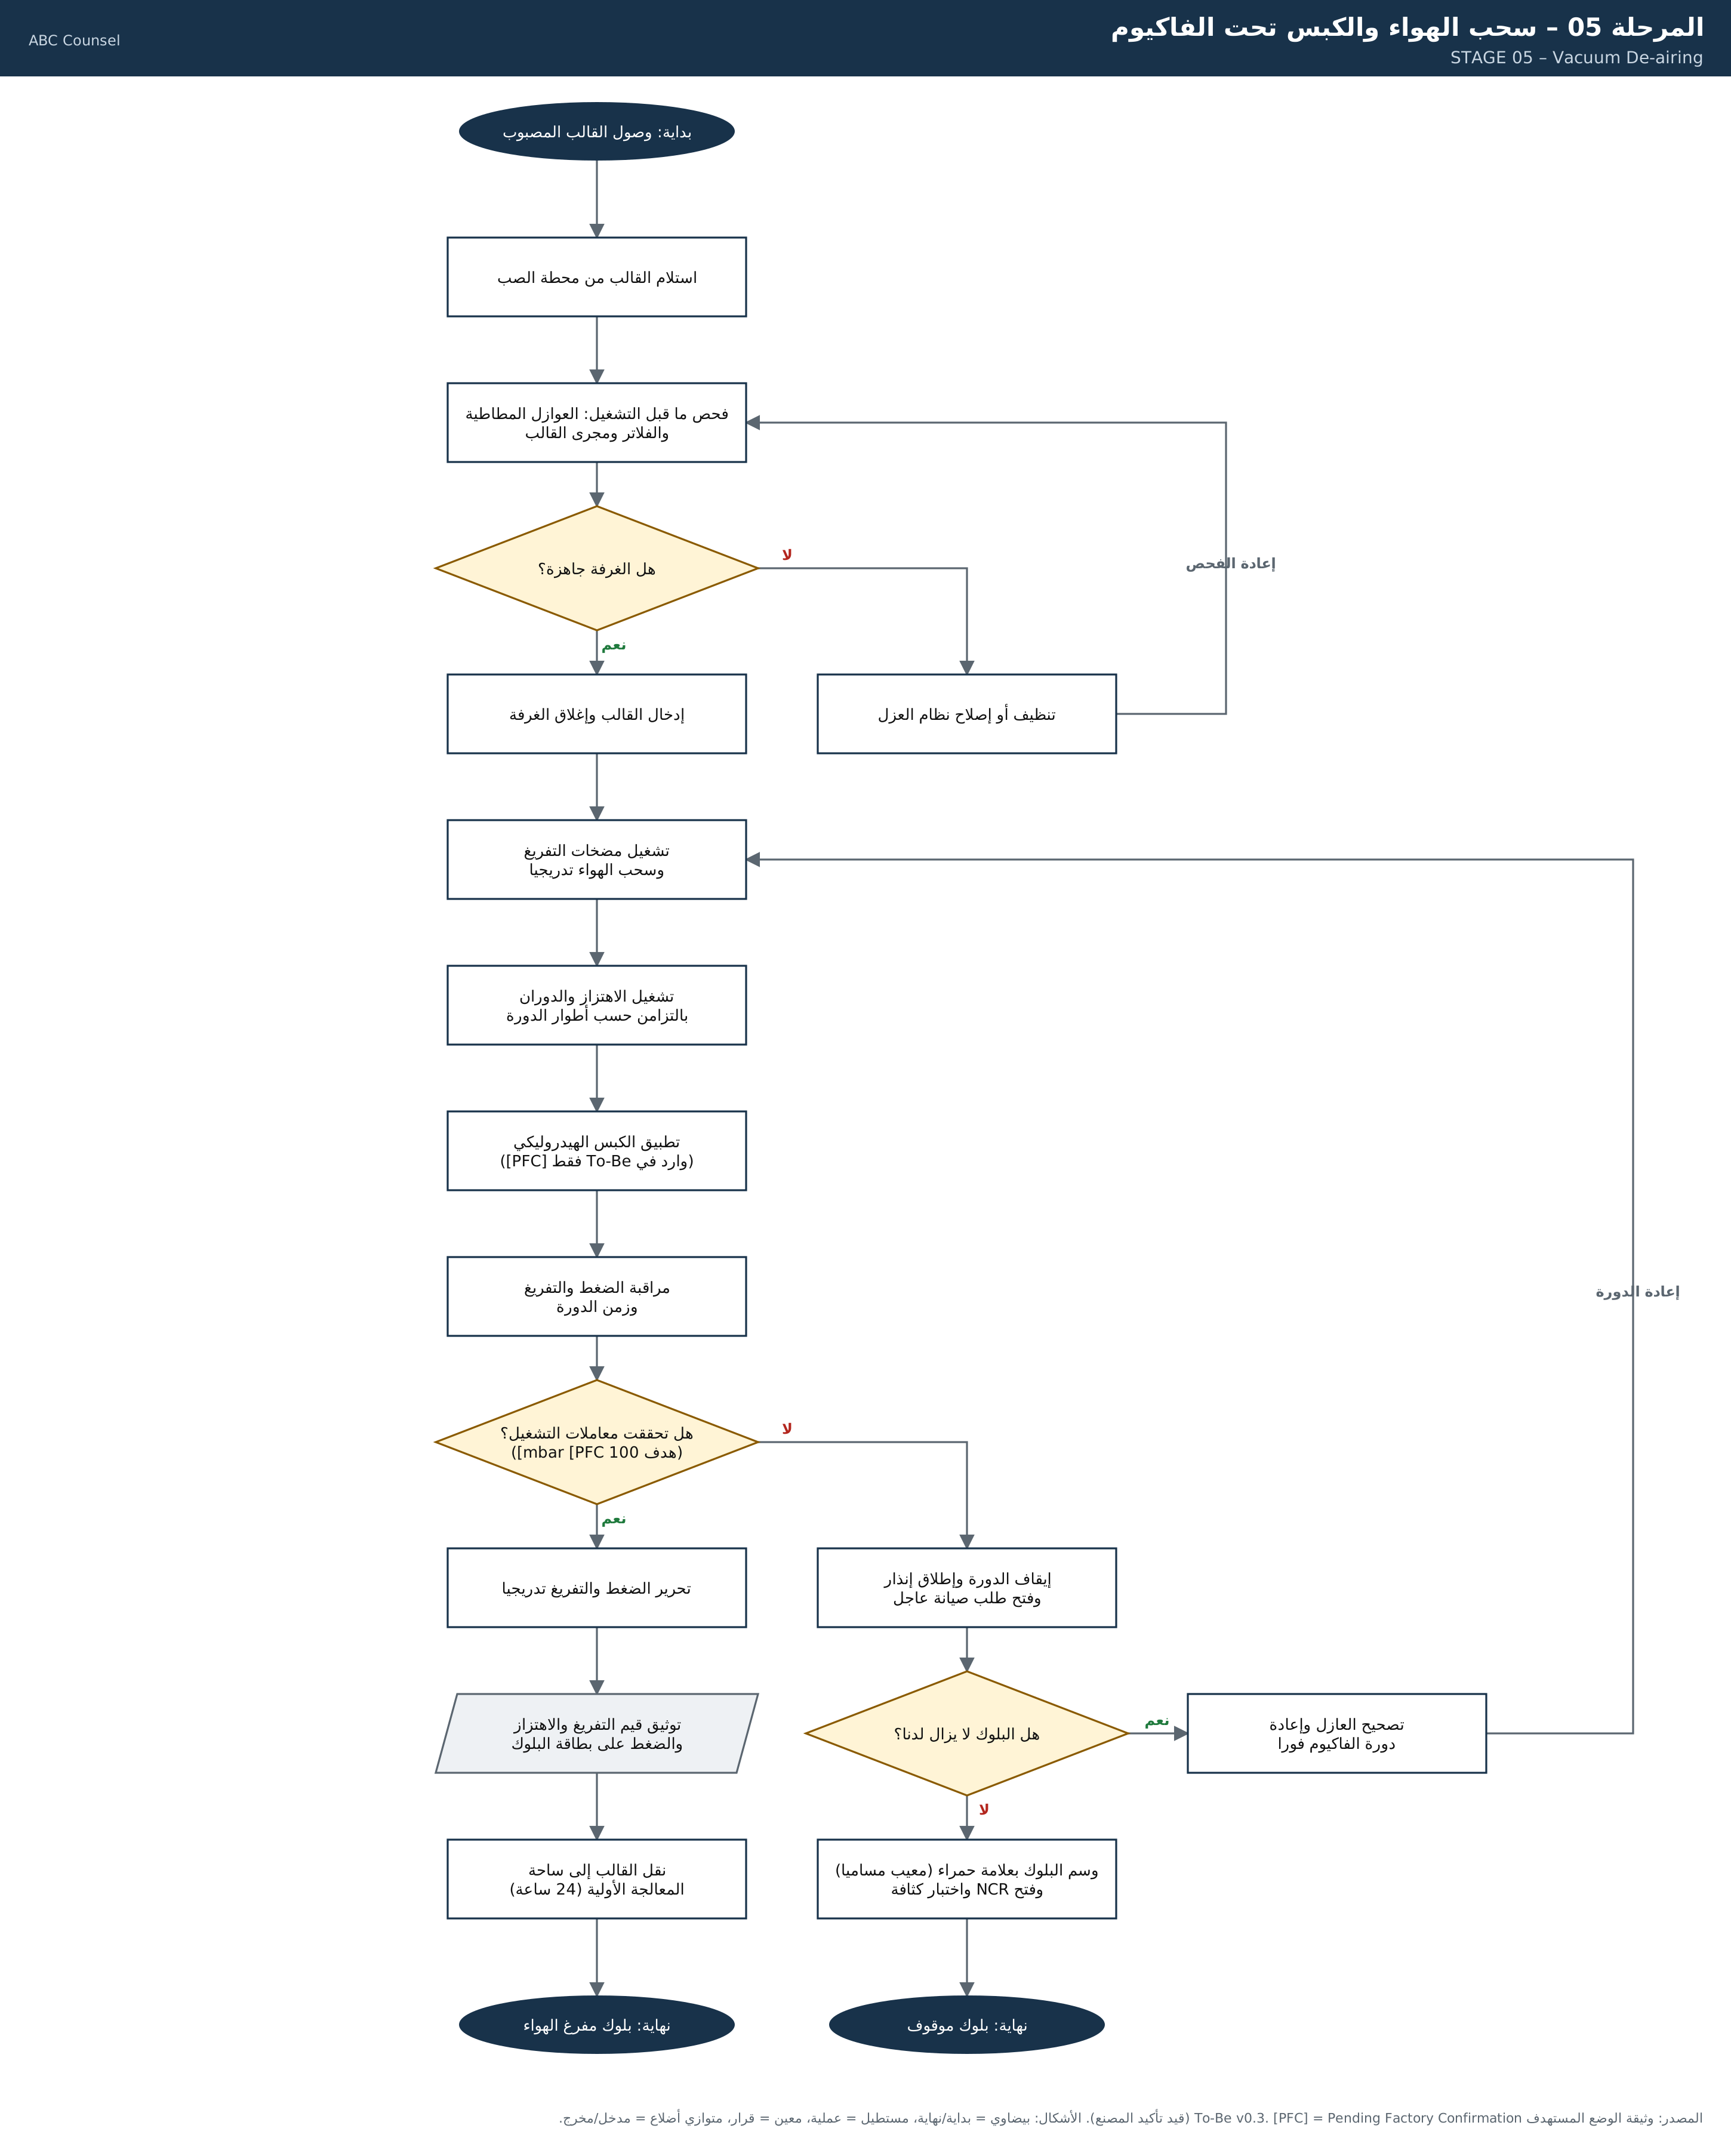 المرحلة 05 – سحب الهواء والكبس تحت الفاكيوم
STAGE 05 – Vacuum De-airing
ABC Counsel
بداية: وصول القالب المصبوب
استلام القالب من محطة الصب
فحص ما قبل التشغيل: العوازل المطاطية
والفلاتر ومجرى القالب
هل الغرفة جاهزة؟
لا
إعادة الفحص
نعم
إدخال القالب وإغلاق الغرفة
تنظيف أو إصلاح نظام العزل
تشغيل مضخات التفريغ
وسحب الهواء تدريجيا
تشغيل الاهتزاز والدوران
بالتزامن حسب أطوار الدورة
تطبيق الكبس الهيدروليكي
(وارد في To-Be فقط [PFC])
مراقبة الضغط والتفريغ
وزمن الدورة
إعادة الدورة
هل تحققت معاملات التشغيل؟
(هدف 100 mbar [PFC])
لا
نعم
تحرير الضغط والتفريغ تدريجيا
إيقاف الدورة وإطلاق إنذار
وفتح طلب صيانة عاجل
توثيق قيم التفريغ والاهتزاز
والضغط على بطاقة البلوك
هل البلوك لا يزال لدنا؟
نعم
تصحيح العازل وإعادة
دورة الفاكيوم فورا
لا
نقل القالب إلى ساحة
المعالجة الأولية (24 ساعة)
وسم البلوك بعلامة حمراء (معيب مساميا)
وفتح NCR واختبار كثافة
نهاية: بلوك مفرغ الهواء
نهاية: بلوك موقوف
المصدر: وثيقة الوضع المستهدف To-Be v0.3. [PFC] = Pending Factory Confirmation (قيد تأكيد المصنع). الأشكال: بيضاوي = بداية/نهاية، مستطيل = عملية، معين = قرار، متوازي أضلاع = مدخل/مخرج.